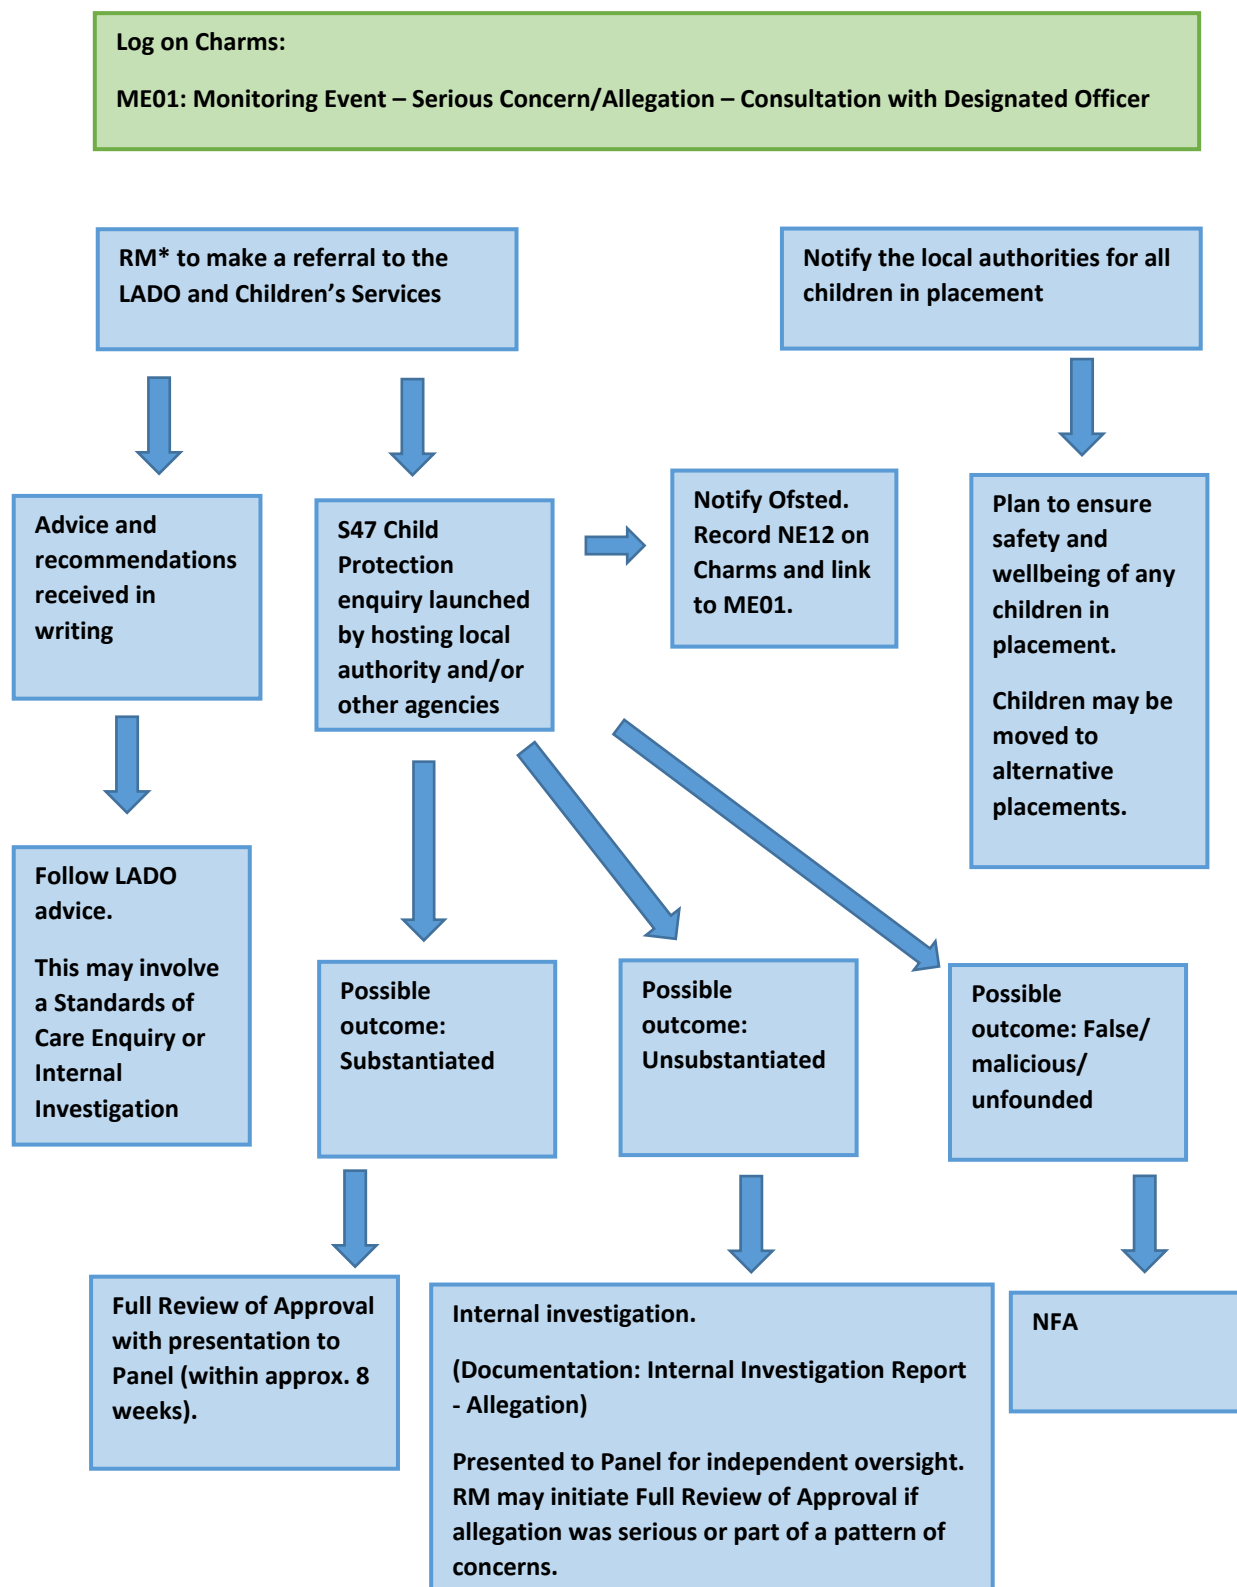 Log on Charms:
ME01: Monitoring Event – Serious Concern/Allegation – Consultation with Designated Officer
RM* to make a referral to the
LADO and Children's Services
Notify the local authorities for all
children in placement
Advice and
recommendations
received in
writing
S47 Child
Protection
enquiry launched
by hosting local
authority and/or
other agencies
Notify Ofsted.
Record NE12 on
Charms and link
to ME01.
Plan to ensure
safety and
wellbeing of any
children in
placement.
Children may be
moved to
alternative
placements.
Follow LADO
advice.
This may involve
a Standards of
Care Enquiry or
Internal
Investigation
Possible
outcome:
Substantiated
Possible
outcome:
Unsubstantiated
Possible
outcome: False/
malicious/
unfounded
Full Review of Approval
with presentation to
Panel (within approx. 8
weeks).
Internal investigation.
(Documentation: Internal Investigation Report
- Allegation)
Presented to Panel for independent oversight.
RM may initiate Full Review of Approval if
allegation was serious or part of a pattern of
concerns.
NFA